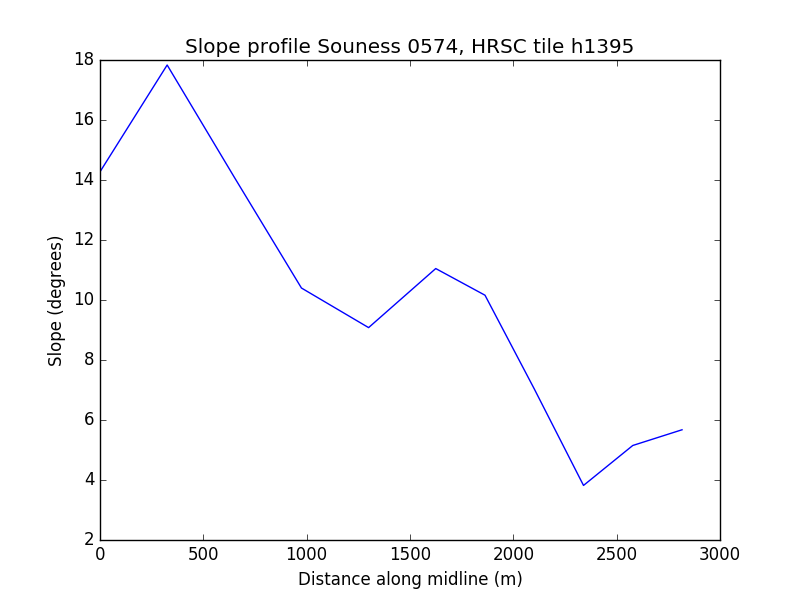 Slope profile Souness 0574, HRSC tile h1395
18
16
14
12
10
8
6
4
2
Slope (degrees)
0 500 1000 1500 2000 2500 3000
Distance along midline (m)